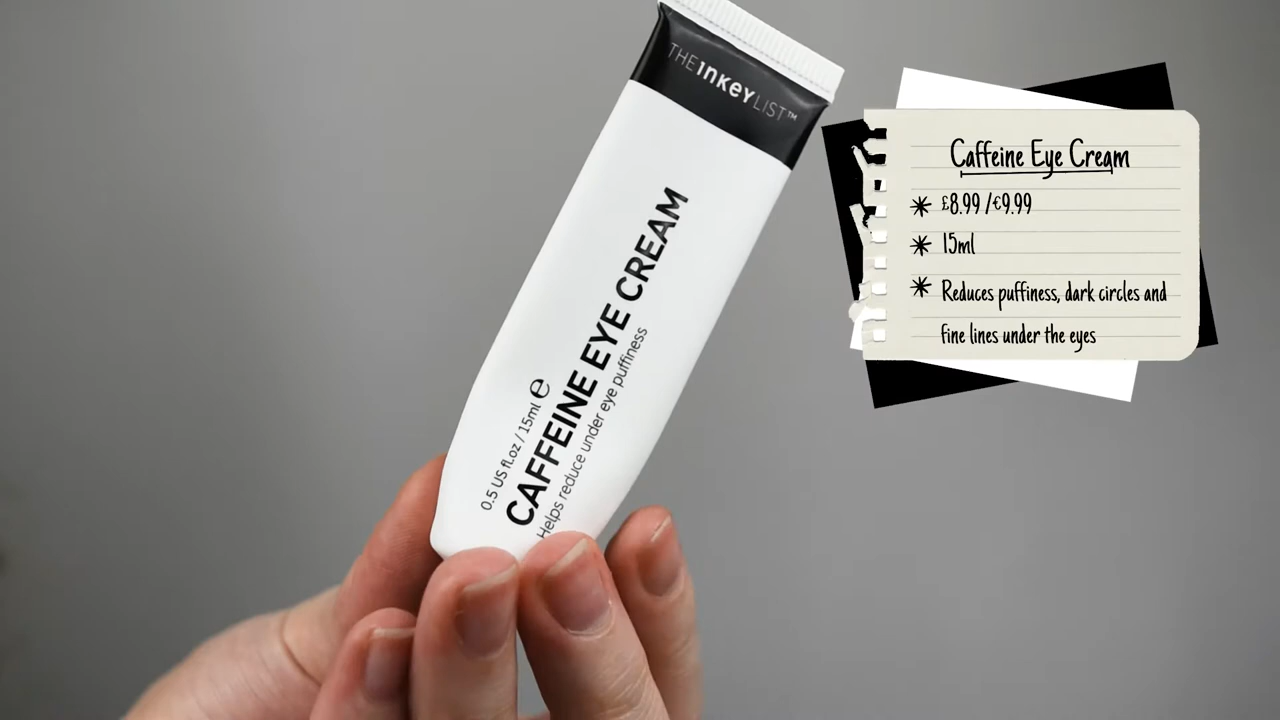 THE INKEY LIST™
0.5 US fl.oz / 15ml ℮
CAFFEINE EYE CREAM
Helps reduce under eye puffiness
Caffeine Eye Cream
£8.99 /€9.99
15ml
Reduces puffiness, dark circles and
fine lines under the eyes